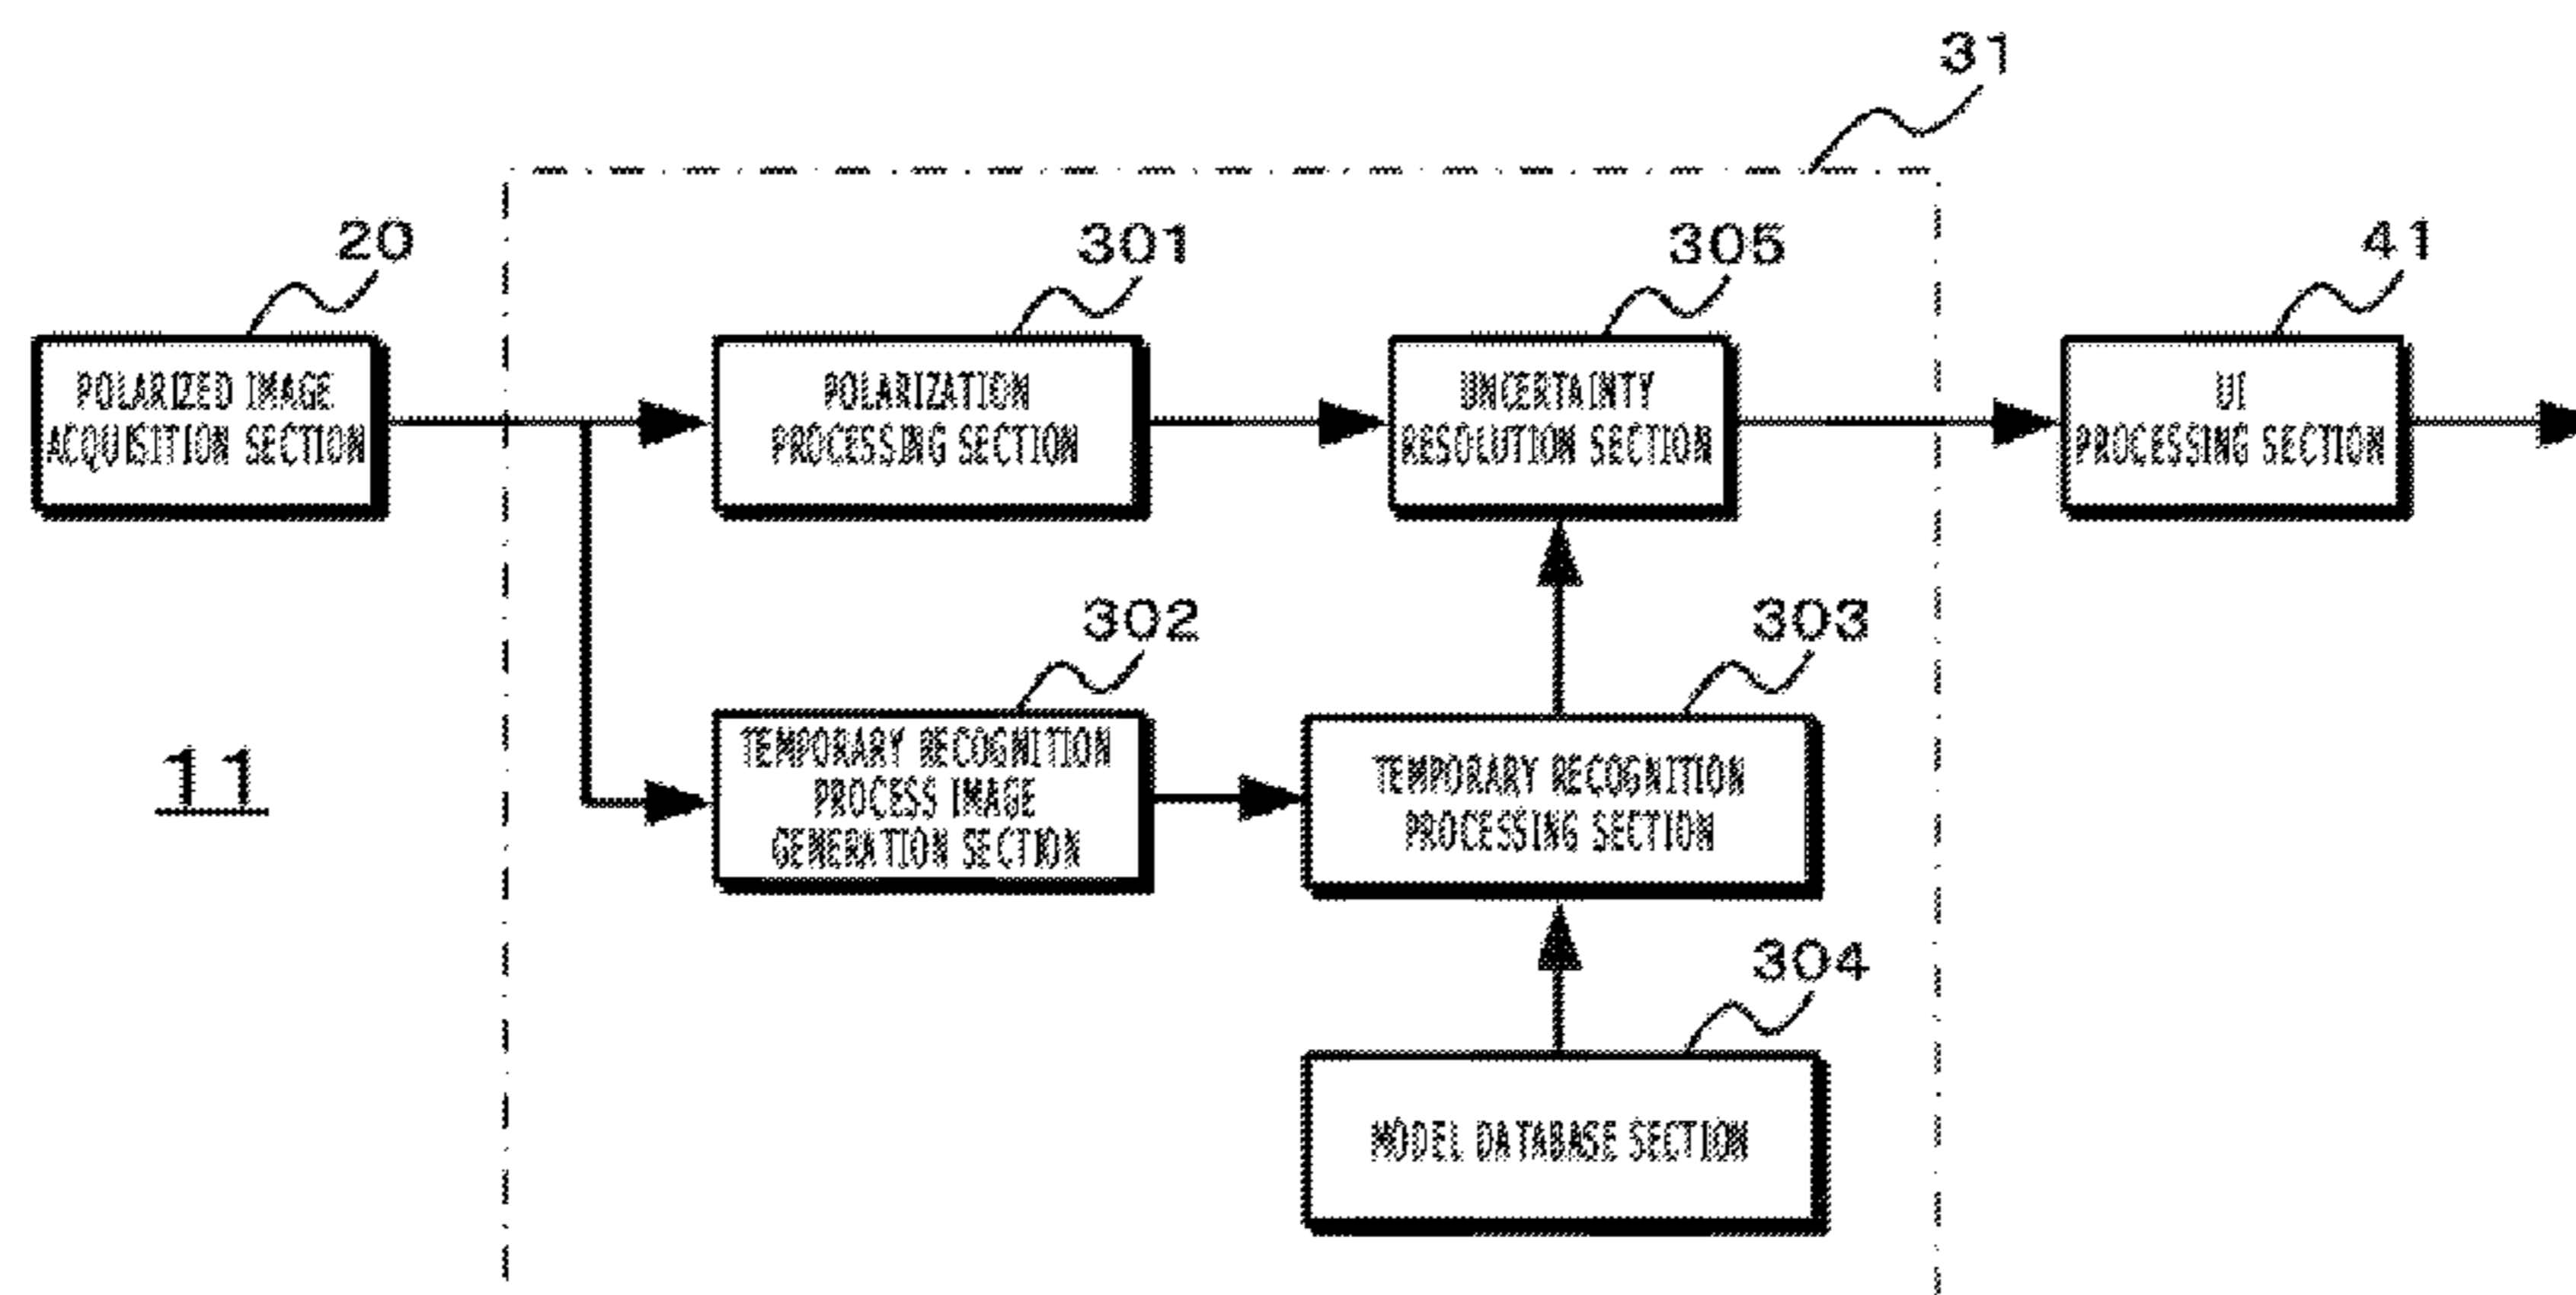 31
20
301
305
41
POLARIZED IMAGE
ACQUISITION SECTION
POLARIZATION
PROCESSING SECTION
UNCERTAINTY
RESOLUTION SECTION
UI
PROCESSING SECTION
302
303
11
TEMPORARY RECOGNITION
PROCESS IMAGE
GENERATION SECTION
TEMPORARY RECOGNITION
PROCESSING SECTION
304
MODEL DATABASE SECTION